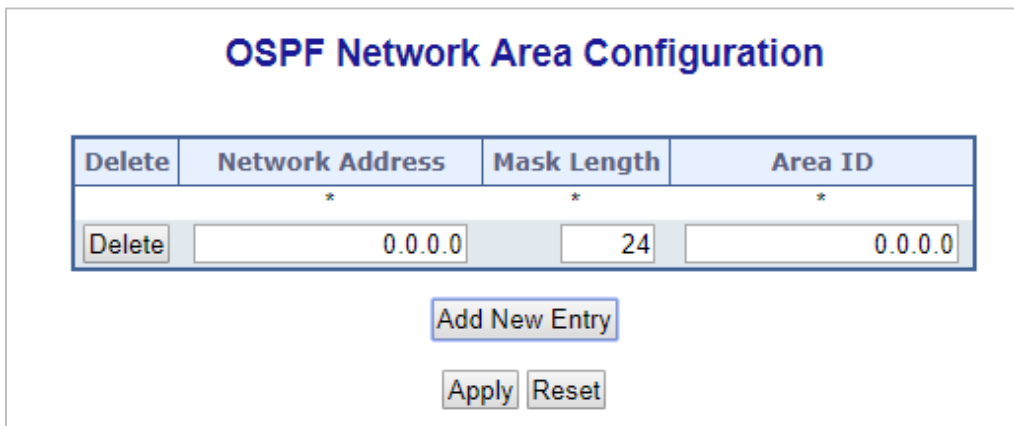 OSPF Network Area Configuration
Delete Network Address Mask Length Area ID
* * *
Delete 0.0.0.0 24 0.0.0.0
Add New Entry
Apply Reset